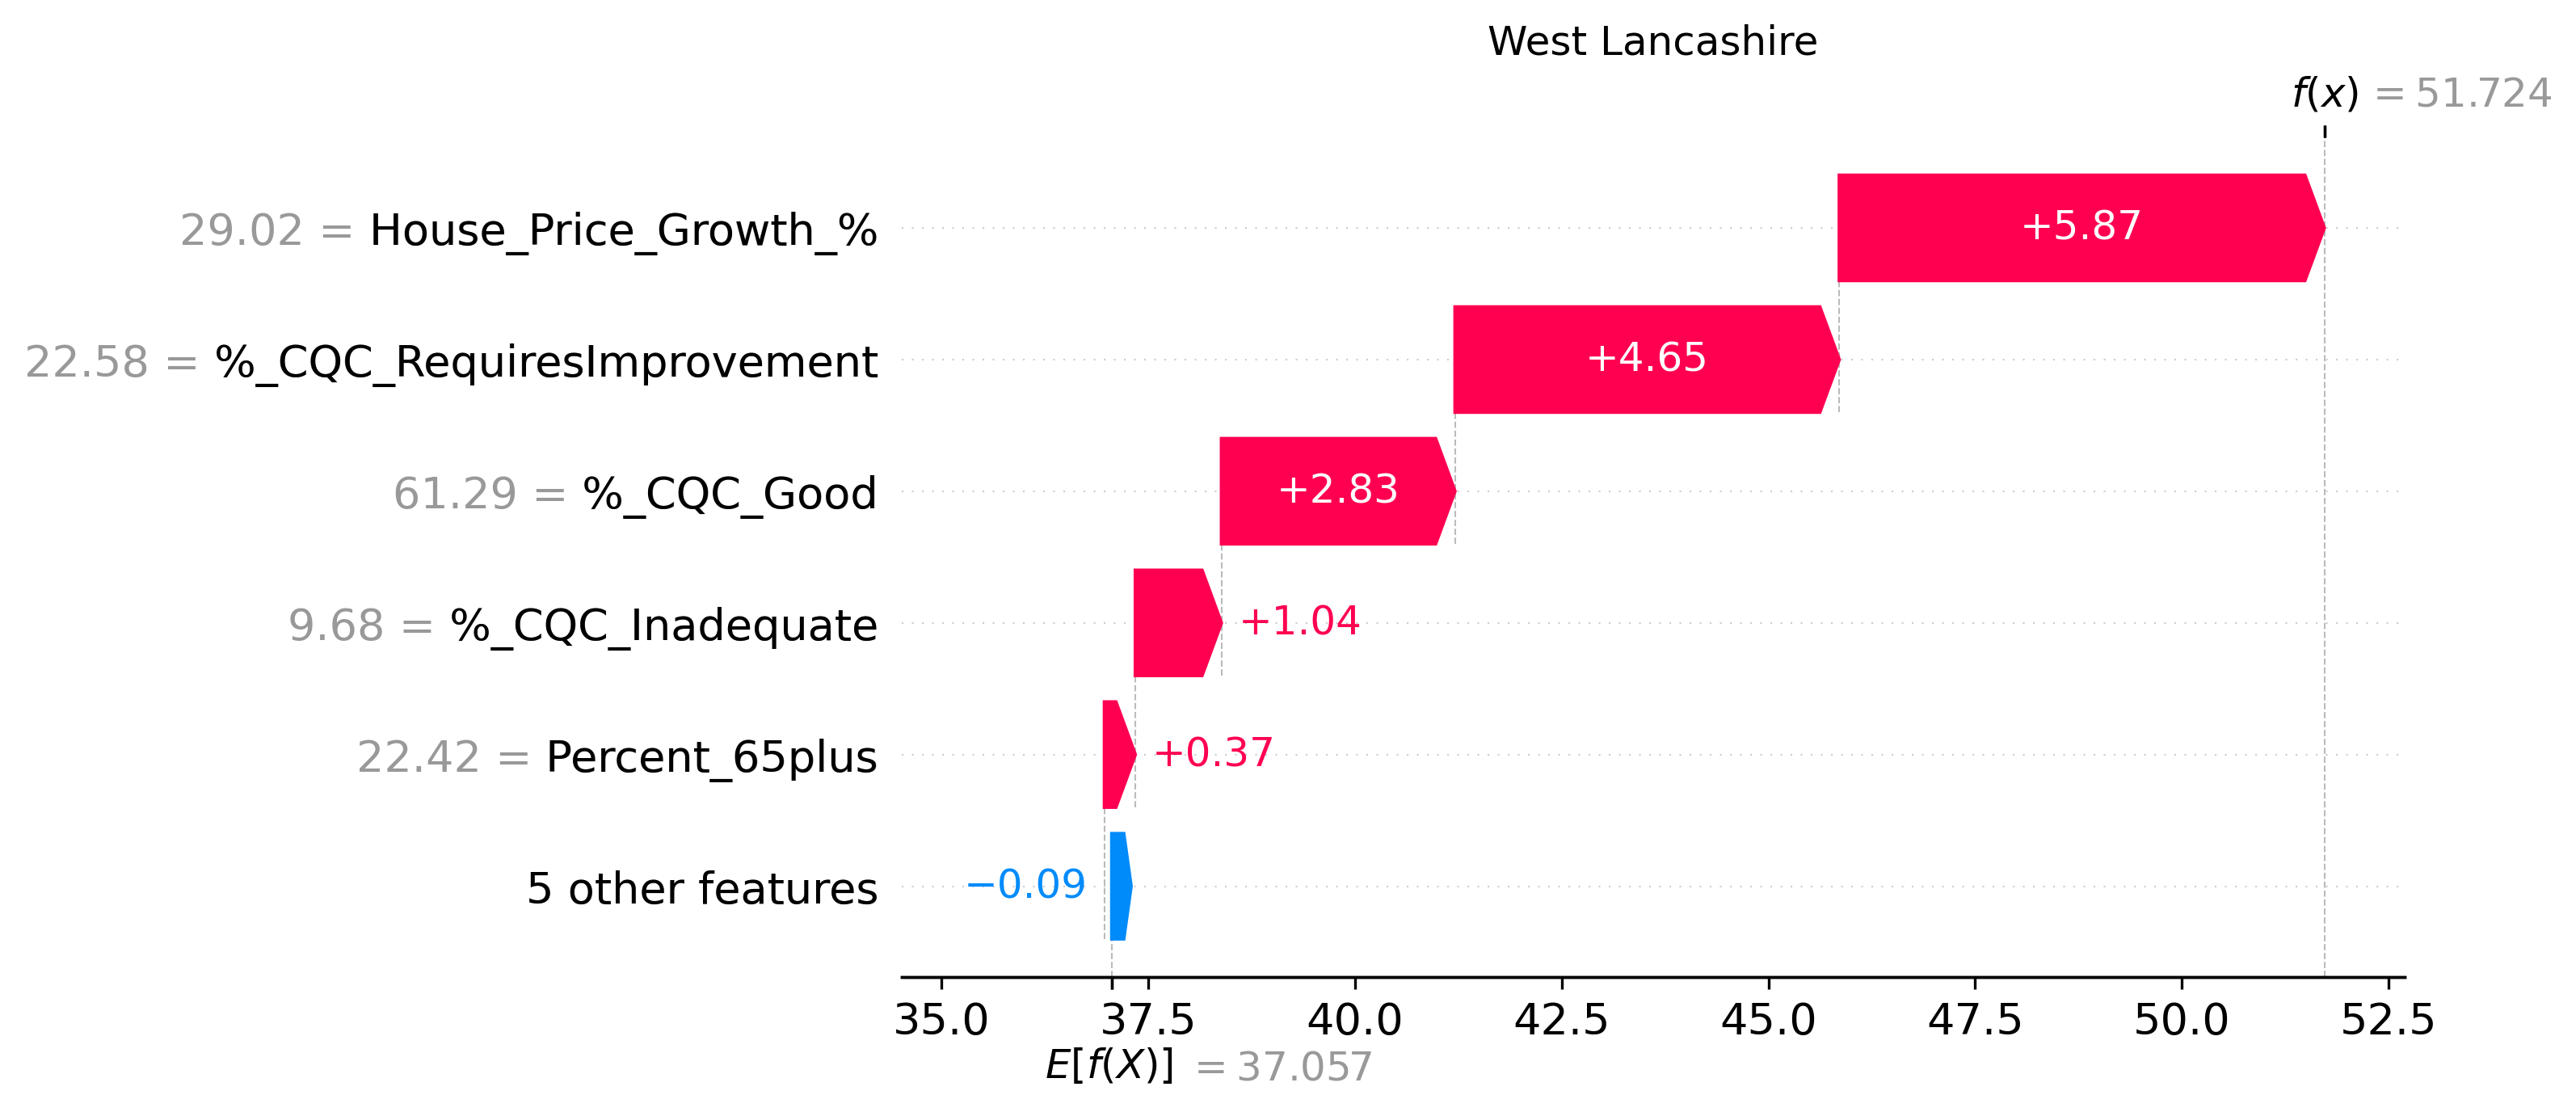 West Lancashire
f(x) = 51.724
29.02 = House_Price_Growth_%
+5.87
22.58 = %_CQC_RequiresImprovement
+4.65
61.29 = %_CQC_Good
+2.83
9.68 = %_CQC_Inadequate
+1.04
22.42 = Percent_65plus
+0.37
5 other features
−0.09
35.0 37.5 40.0 42.5 45.0 47.5 50.0 52.5
E[f(X)] = 37.057